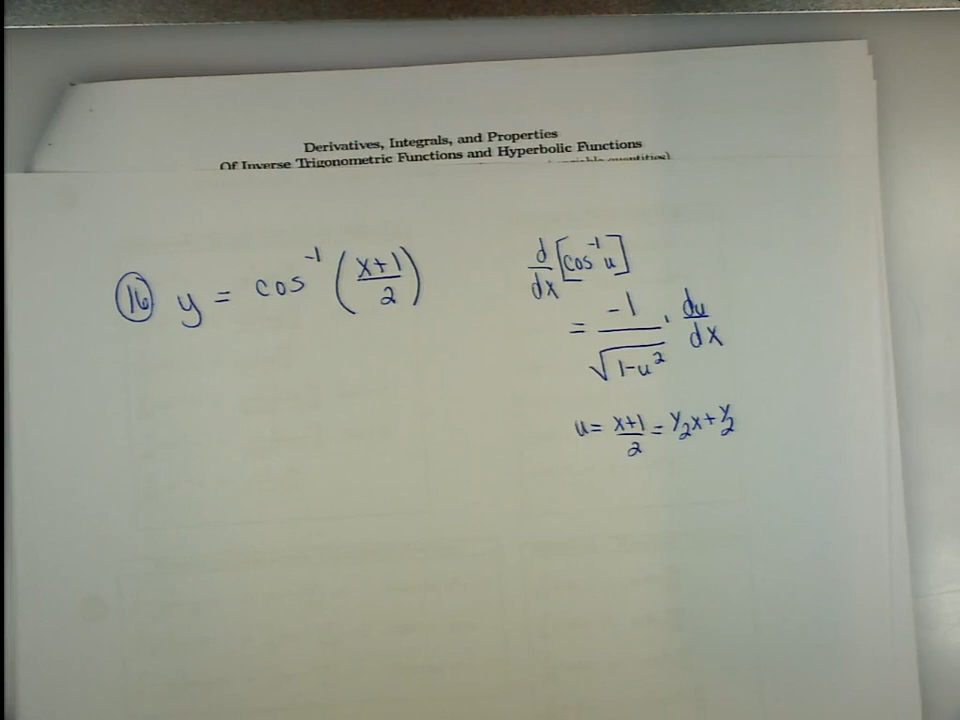 Derivatives, Integrals, and Properties
Of Inverse Trigonometric Functions and Hyperbolic Functions
(16) y = cos⁻¹ ((x+1)/2)
d/dx [cos⁻¹ u]
= -1/√(1-u²) · du/dx
u = (x+1)/2 = ½x + ½